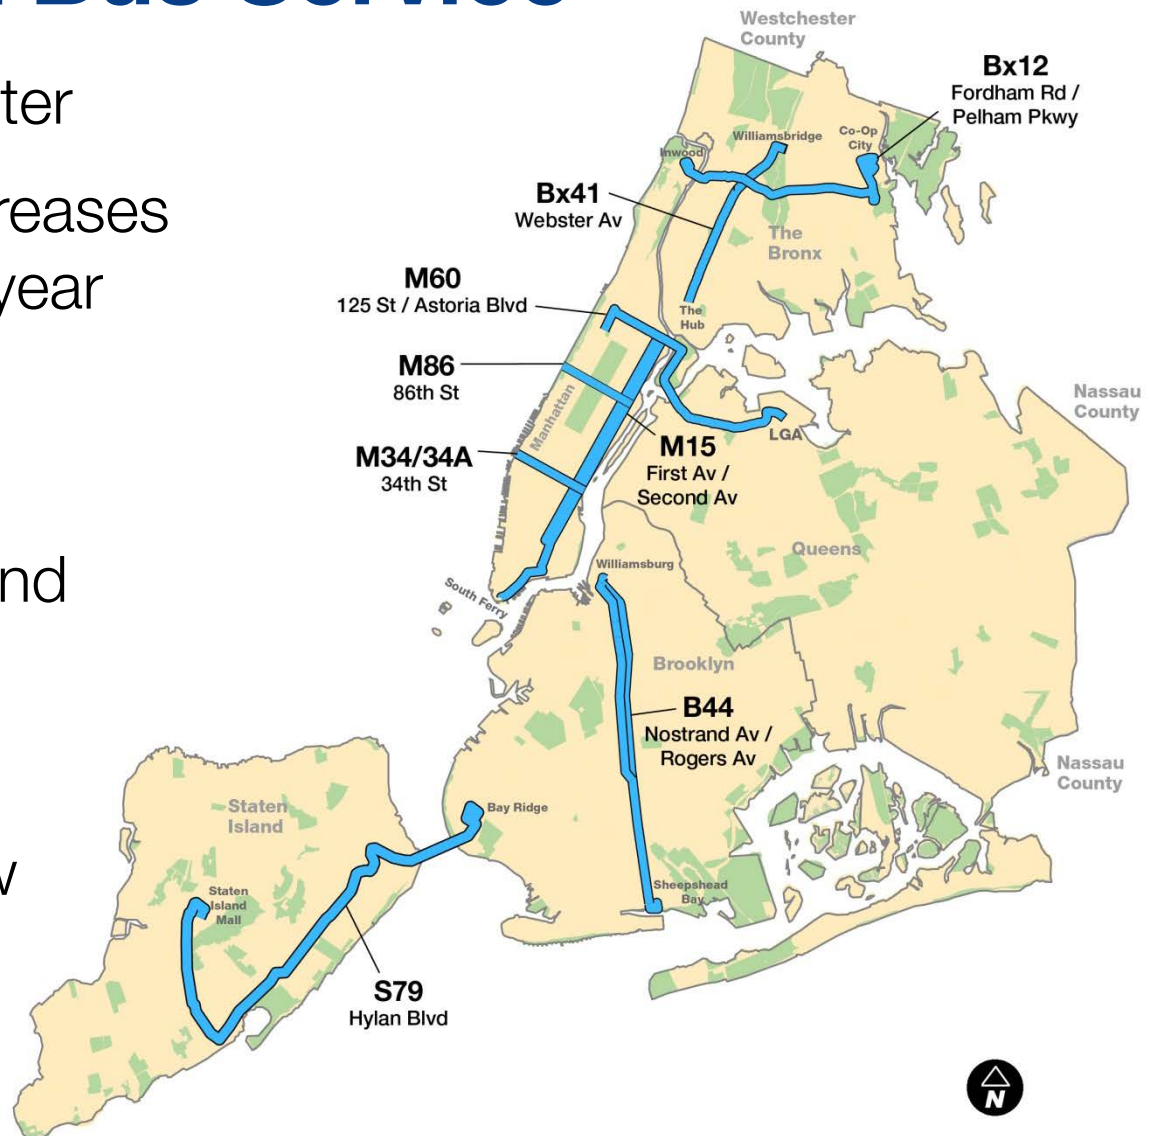 Bus Service
ter
reases
year
nd
Westchester
County
Bx12
Fordham Rd /
Pelham Pkwy
Williamsbridge
Co-Op
City
Inwood
Bx41
Webster Av
The
Bronx
M60
125 St / Astoria Blvd
The
Hub
M86
86th St
Manhattan
Nassau
County
LGA
M15
First Av /
Second Av
M34/34A
34th St
Queens
Williamsburg
South Ferry
Brooklyn
B44
Nostrand Av /
Rogers Av
Nassau
County
Staten
Island
Bay Ridge
Staten
Island
Mall
Sheepshead
Bay
S79
Hylan Blvd
N